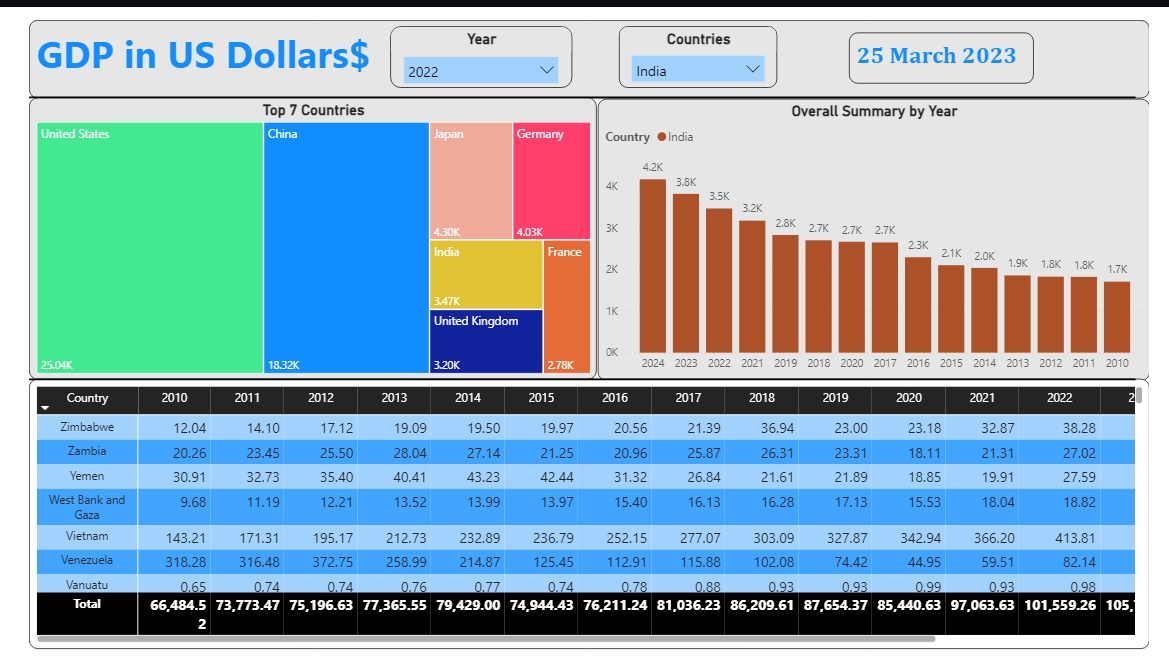 GDP in US Dollars$
Year
2022
Countries
India
25 March 2023
Top 7 Countries
United States
25.04K
China
18.32K
Japan
4.30K
Germany
4.03K
India
3.47K
United Kingdom
3.20K
France
2.78K
Overall Summary by Year
Country India
4.2K 3.8K 3.5K 3.2K 2.8K 2.7K 2.7K 2.7K 2.3K 2.1K 2.0K 1.9K 1.8K 1.8K 1.7K
4K
3K
2K
1K
0K
2024 2023 2022 2021 2019 2018 2020 2017 2016 2015 2014 2013 2012 2011 2010
Country 2010 2011 2012 2013 2014 2015 2016 2017 2018 2019 2020 2021 2022 2
Zimbabwe 12.04 14.10 17.12 19.09 19.50 19.97 20.56 21.39 36.94 23.00 23.18 32.87 38.28
Zambia 20.26 23.45 25.50 28.04 27.14 21.25 20.96 25.87 26.31 23.31 18.11 21.31 27.02
Yemen 30.91 32.73 35.40 40.41 43.23 42.44 31.32 26.84 21.61 21.89 18.85 19.91 27.59
West Bank and
Gaza 9.68 11.19 12.21 13.52 13.99 13.97 15.40 16.13 16.28 17.13 15.53 18.04 18.82
Vietnam 143.21 171.31 195.17 212.73 232.89 236.79 252.15 277.07 303.09 327.87 342.94 366.20 413.81
Venezuela 318.28 316.48 372.75 258.99 214.87 125.45 112.91 115.88 102.08 74.42 44.95 59.51 82.14
Vanuatu 0.65 0.74 0.74 0.76 0.77 0.74 0.78 0.88 0.93 0.93 0.99 0.93 0.98
Total 66,484.5 73,773.47 75,196.63 77,365.55 79,429.00 74,944.43 76,211.24 81,036.23 86,209.61 87,654.37 85,440.63 97,063.63 101,559.26 105,
2